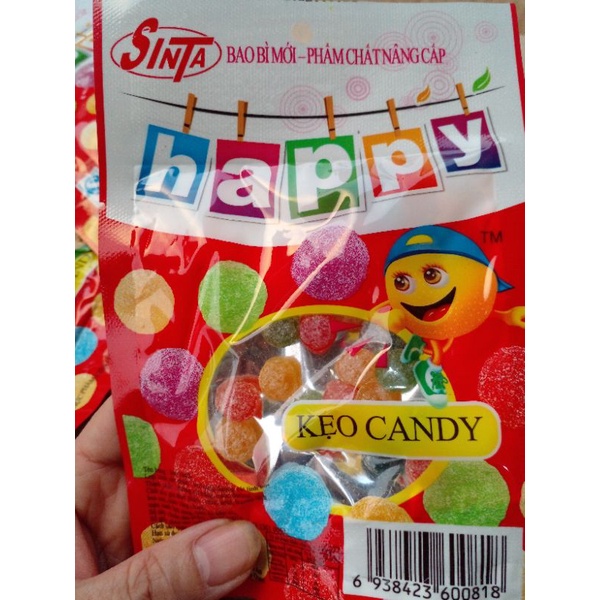 SINTA
BAO BÌ MỚI – PHẨM CHẤT NÂNG CẤP
happy
TM
KẸO CANDY
6 938423 600818